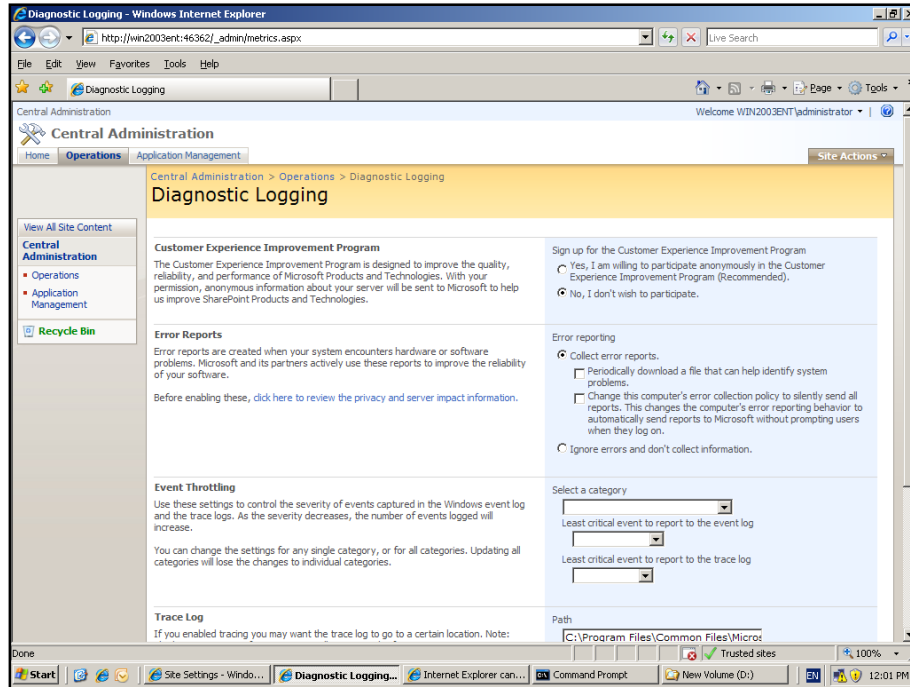 Diagnostic Logging - Windows Internet Explorer
http://win2003ent:46362/_admin/metrics.aspx
Live Search
File Edit View Favorites Tools Help
Diagnostic Logging
Page Tools
Central Administration
Welcome WIN2003ENT\administrator
Central Administration
Home Operations Application Management
Site Actions
Central Administration > Operations > Diagnostic Logging
Diagnostic Logging
View All Site Content
Central
Administration
Operations
Application
Management
Recycle Bin
Customer Experience Improvement Program
The Customer Experience Improvement Program is designed to improve the quality,
reliability, and performance of Microsoft Products and Technologies. With your
permission, anonymous information about your server will be sent to Microsoft to help
us improve SharePoint Products and Technologies.
Sign up for the Customer Experience Improvement Program
Yes, I am willing to participate anonymously in the Customer
Experience Improvement Program (Recommended).
No, I don't wish to participate.
Error Reports
Error reports are created when your system encounters hardware or software
problems. Microsoft and its partners actively use these reports to improve the reliability
of your software.
Before enabling these, click here to review the privacy and server impact information.
Error reporting
Collect error reports.
Periodically download a file that can help identify system
problems.
Change this computer's error collection policy to silently send all
reports. This changes the computer's error reporting behavior to
automatically send reports to Microsoft without prompting users
when they log on.
Ignore errors and don't collect information.
Event Throttling
Use these settings to control the severity of events captured in the Windows event log
and the trace logs. As the severity decreases, the number of events logged will
increase.
You can change the settings for any single category, or for all categories. Updating all
categories will lose the changes to individual categories.
Select a category
Least critical event to report to the event log
Least critical event to report to the trace log
Trace Log
If you enabled tracing you may want the trace log to go to a certain location. Note:
Path
C:\Program Files\Common Files\Micros
Done
Trusted sites
100%
Start
Site Settings - Windo...
Diagnostic Logging...
Internet Explorer can...
Command Prompt
New Volume (D:)
EN
12:01 PM